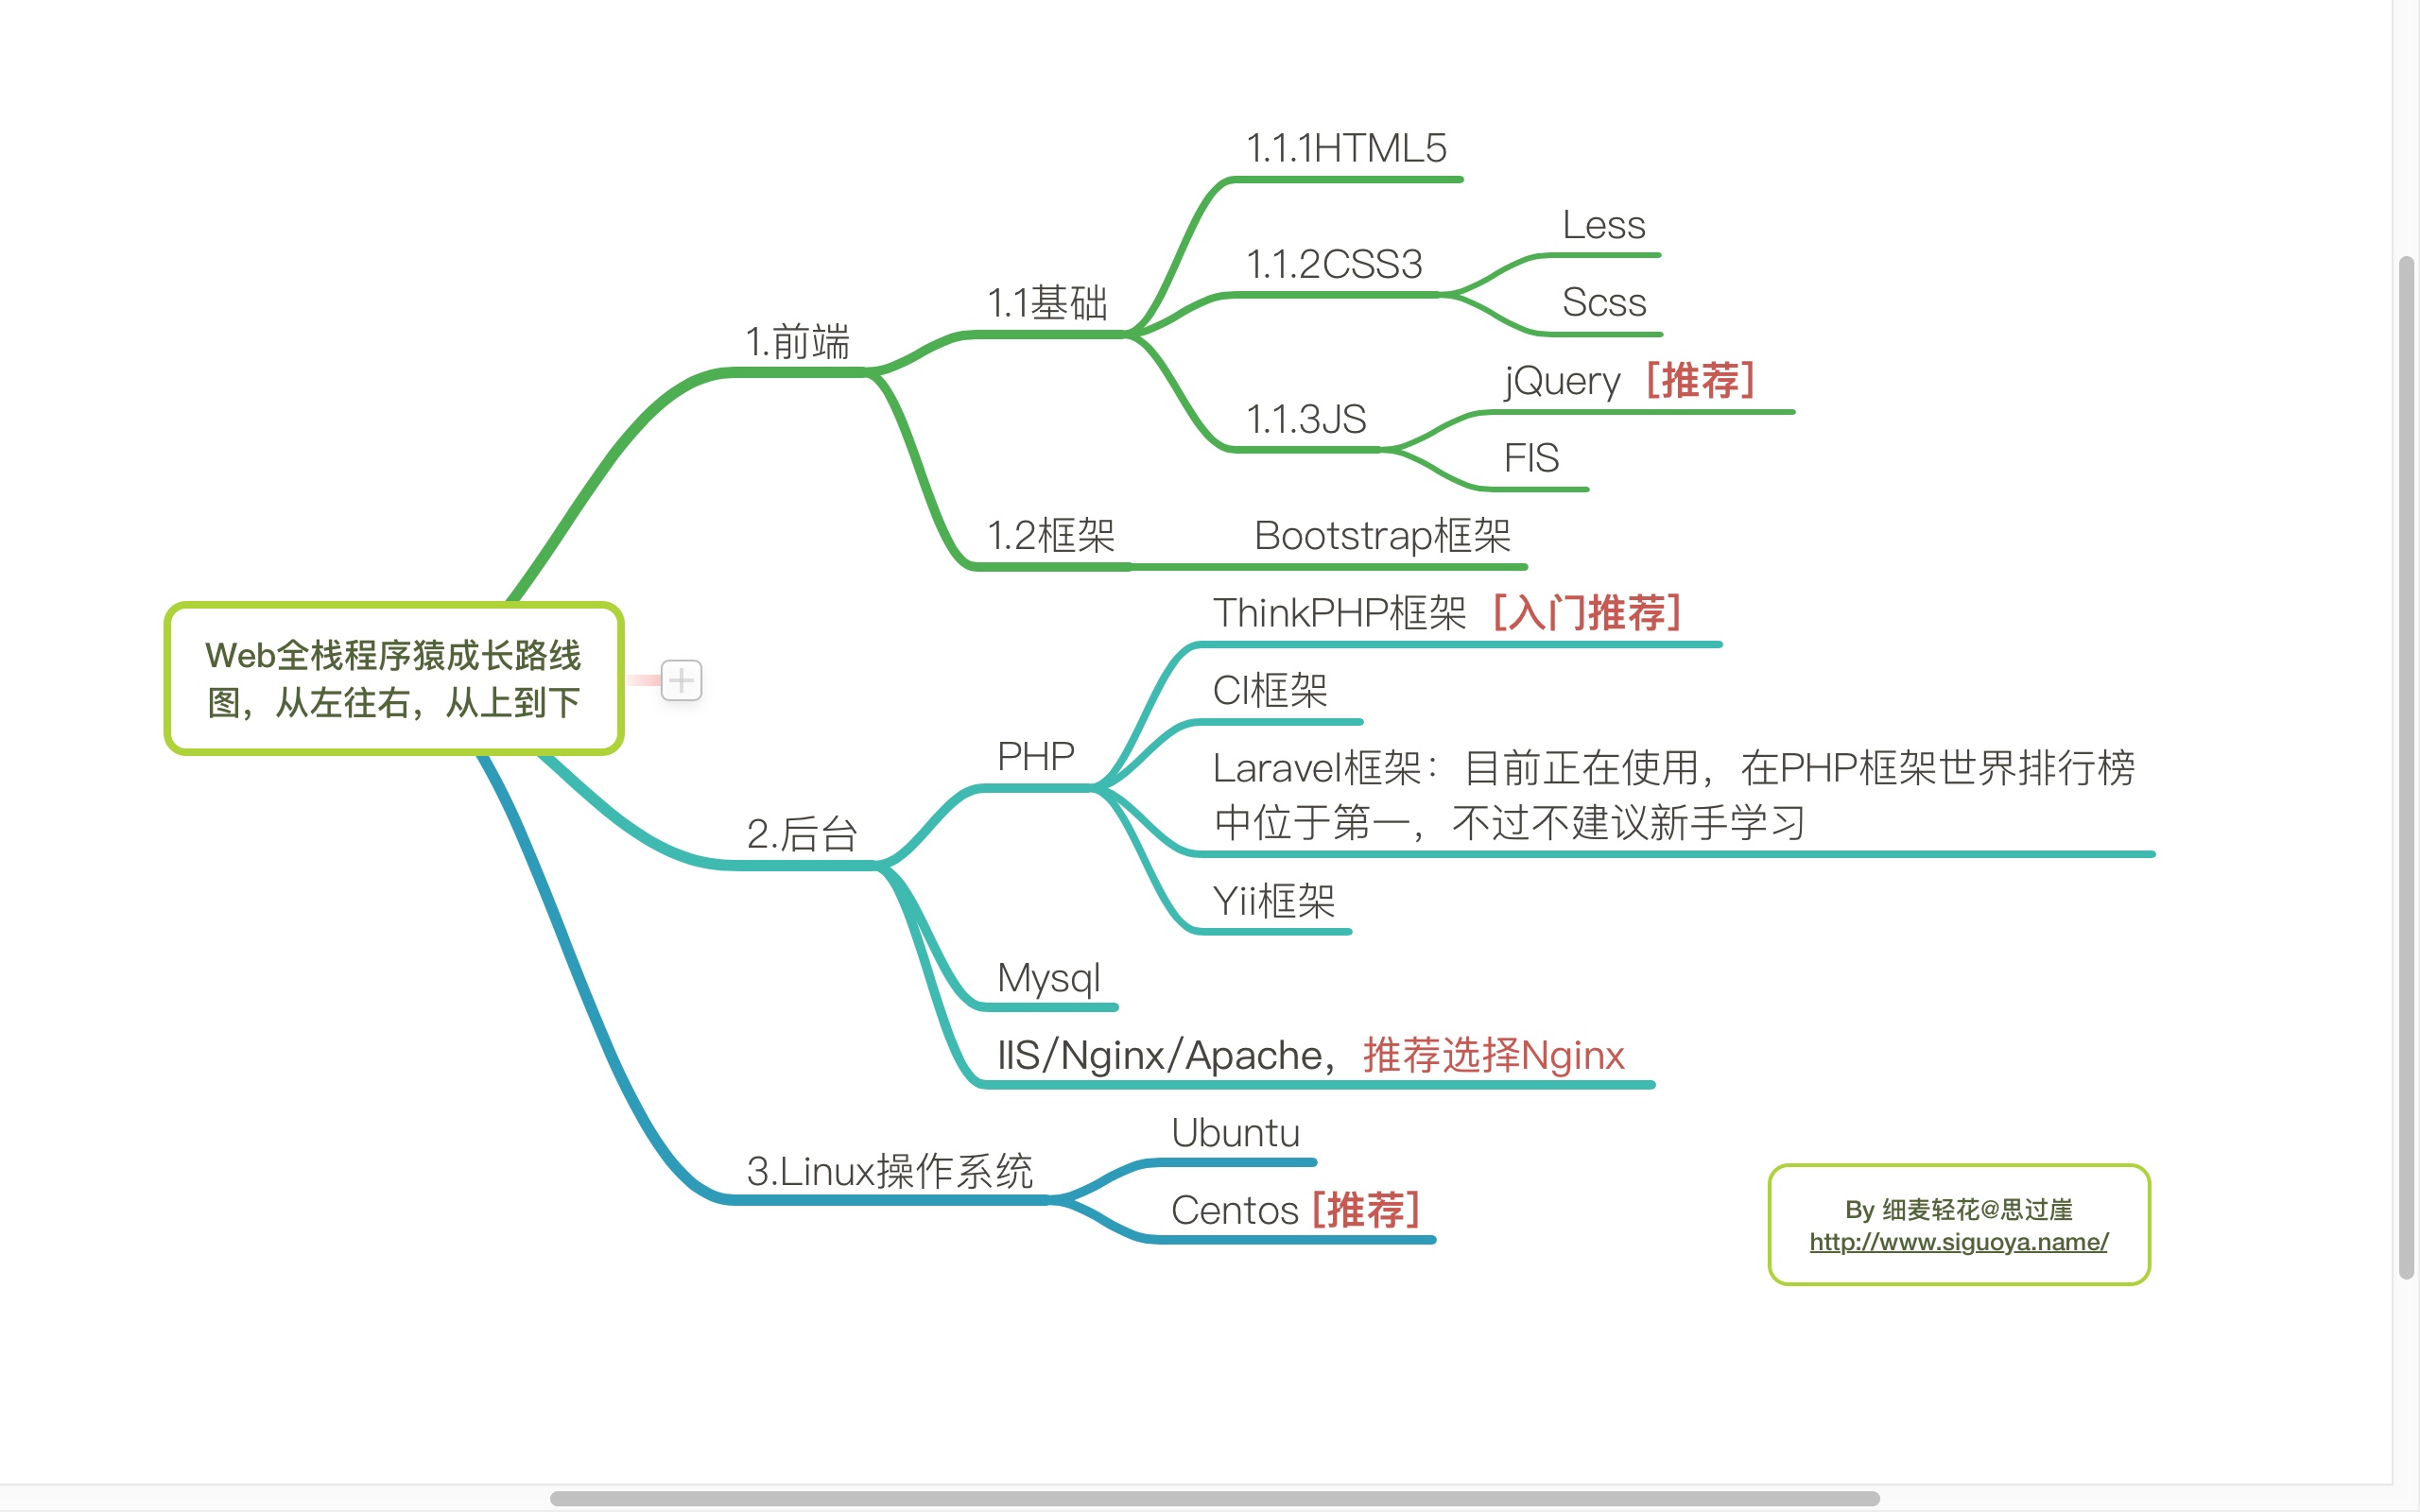 1.1.1HTML5
Less
1.1.2CSS3
Scss
1.1基础
1.前端
jQuery [推荐]
1.1.3JS
FIS
1.2框架
Bootstrap框架
ThinkPHP框架 [入门推荐]
Web全栈程序猿成长路线
图，从左往右，从上到下
CI框架
PHP
Laravel框架：目前正在使用，在PHP框架世界排行榜
中位于第一，不过不建议新手学习
2.后台
Yii框架
Mysql
IIS/Nginx/Apache，推荐选择Nginx
Ubuntu
3.Linux操作系统
Centos [推荐]
By 细麦轻花@思过崖
http://www.siguoya.name/